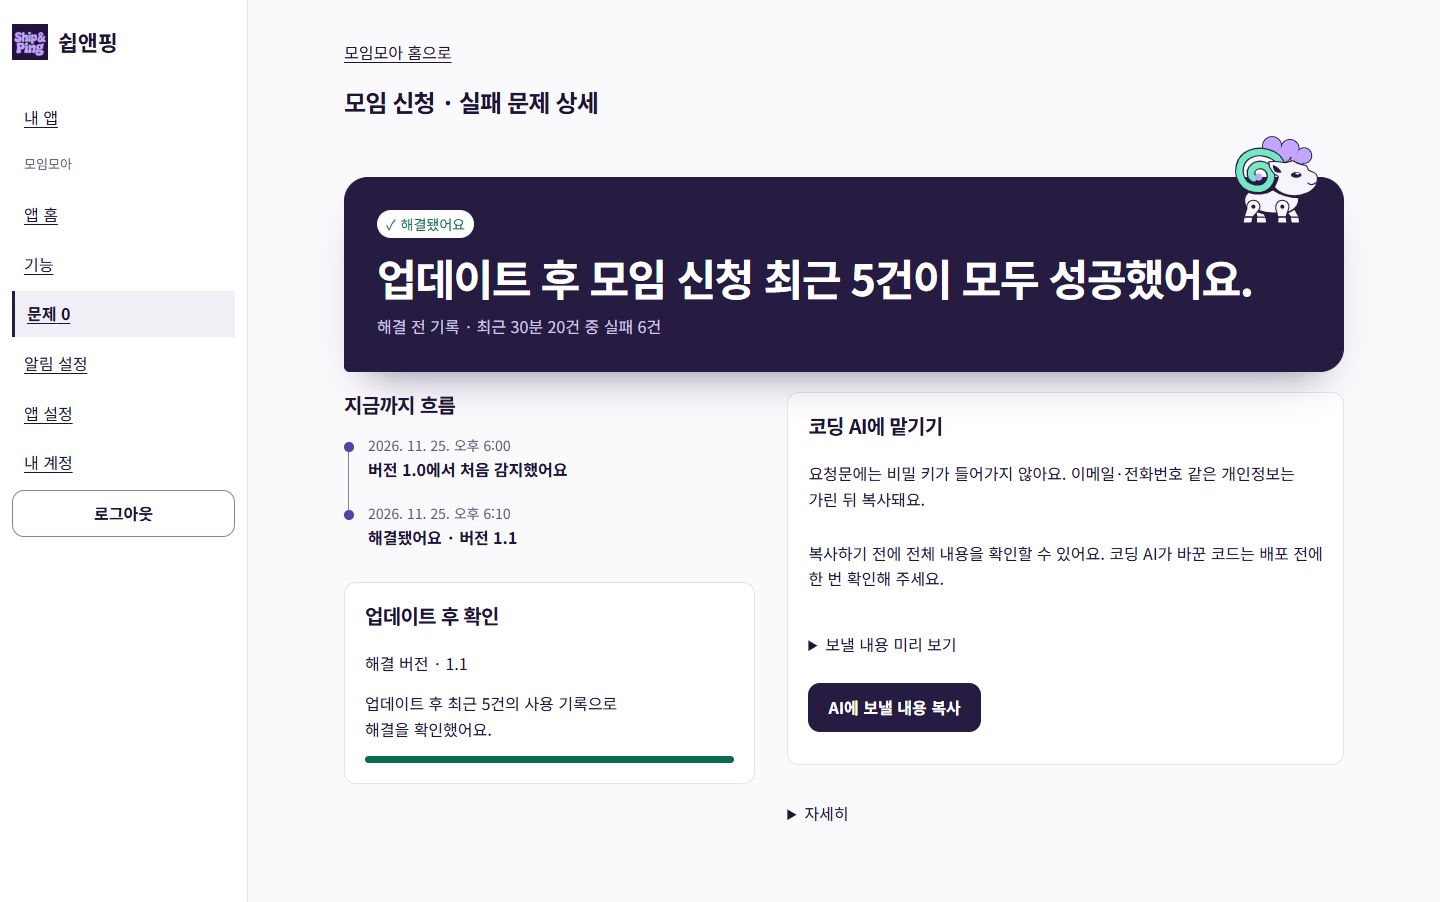 Ship&
Ping
쉽앤핑
내 앱
모임모아
앱 홈
기능
문제 0
알림 설정
앱 설정
내 계정
로그아웃
모임모아 홈으로
모임 신청 · 실패 문제 상세
✓ 해결됐어요
업데이트 후 모임 신청 최근 5건이 모두 성공했어요.
해결 전 기록 · 최근 30분 20건 중 실패 6건
지금까지 흐름
2026. 11. 25. 오후 6:00
버전 1.0에서 처음 감지했어요
2026. 11. 25. 오후 6:10
해결됐어요 · 버전 1.1
업데이트 후 확인
해결 버전 · 1.1
업데이트 후 최근 5건의 사용 기록으로
해결을 확인했어요.
코딩 AI에 맡기기
요청문에는 비밀 키가 들어가지 않아요. 이메일·전화번호 같은 개인정보는
가린 뒤 복사돼요.
복사하기 전에 전체 내용을 확인할 수 있어요. 코딩 AI가 바꾼 코드는 배포 전에
한 번 확인해 주세요.
▶ 보낼 내용 미리 보기
AI에 보낼 내용 복사
▶ 자세히